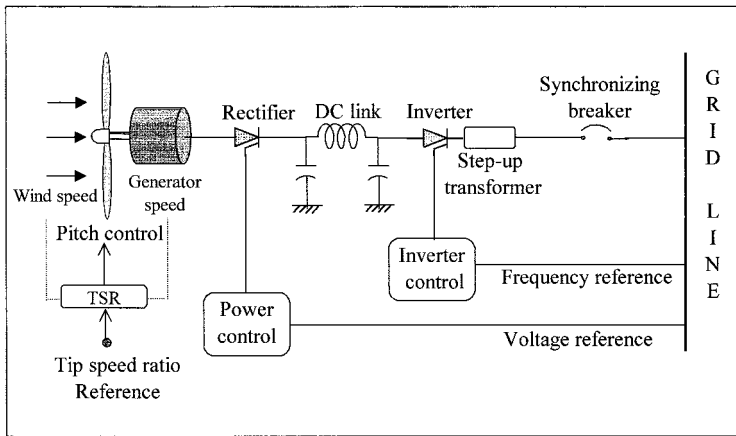 Rectifier
DC link
Inverter
Synchronizing
breaker
Step-up
transformer
Wind speed
Generator
speed
Pitch control
TSR
Tip speed ratio
Reference
Power
control
Inverter
control
Frequency reference
Voltage reference
G
R
I
D
L
I
N
E